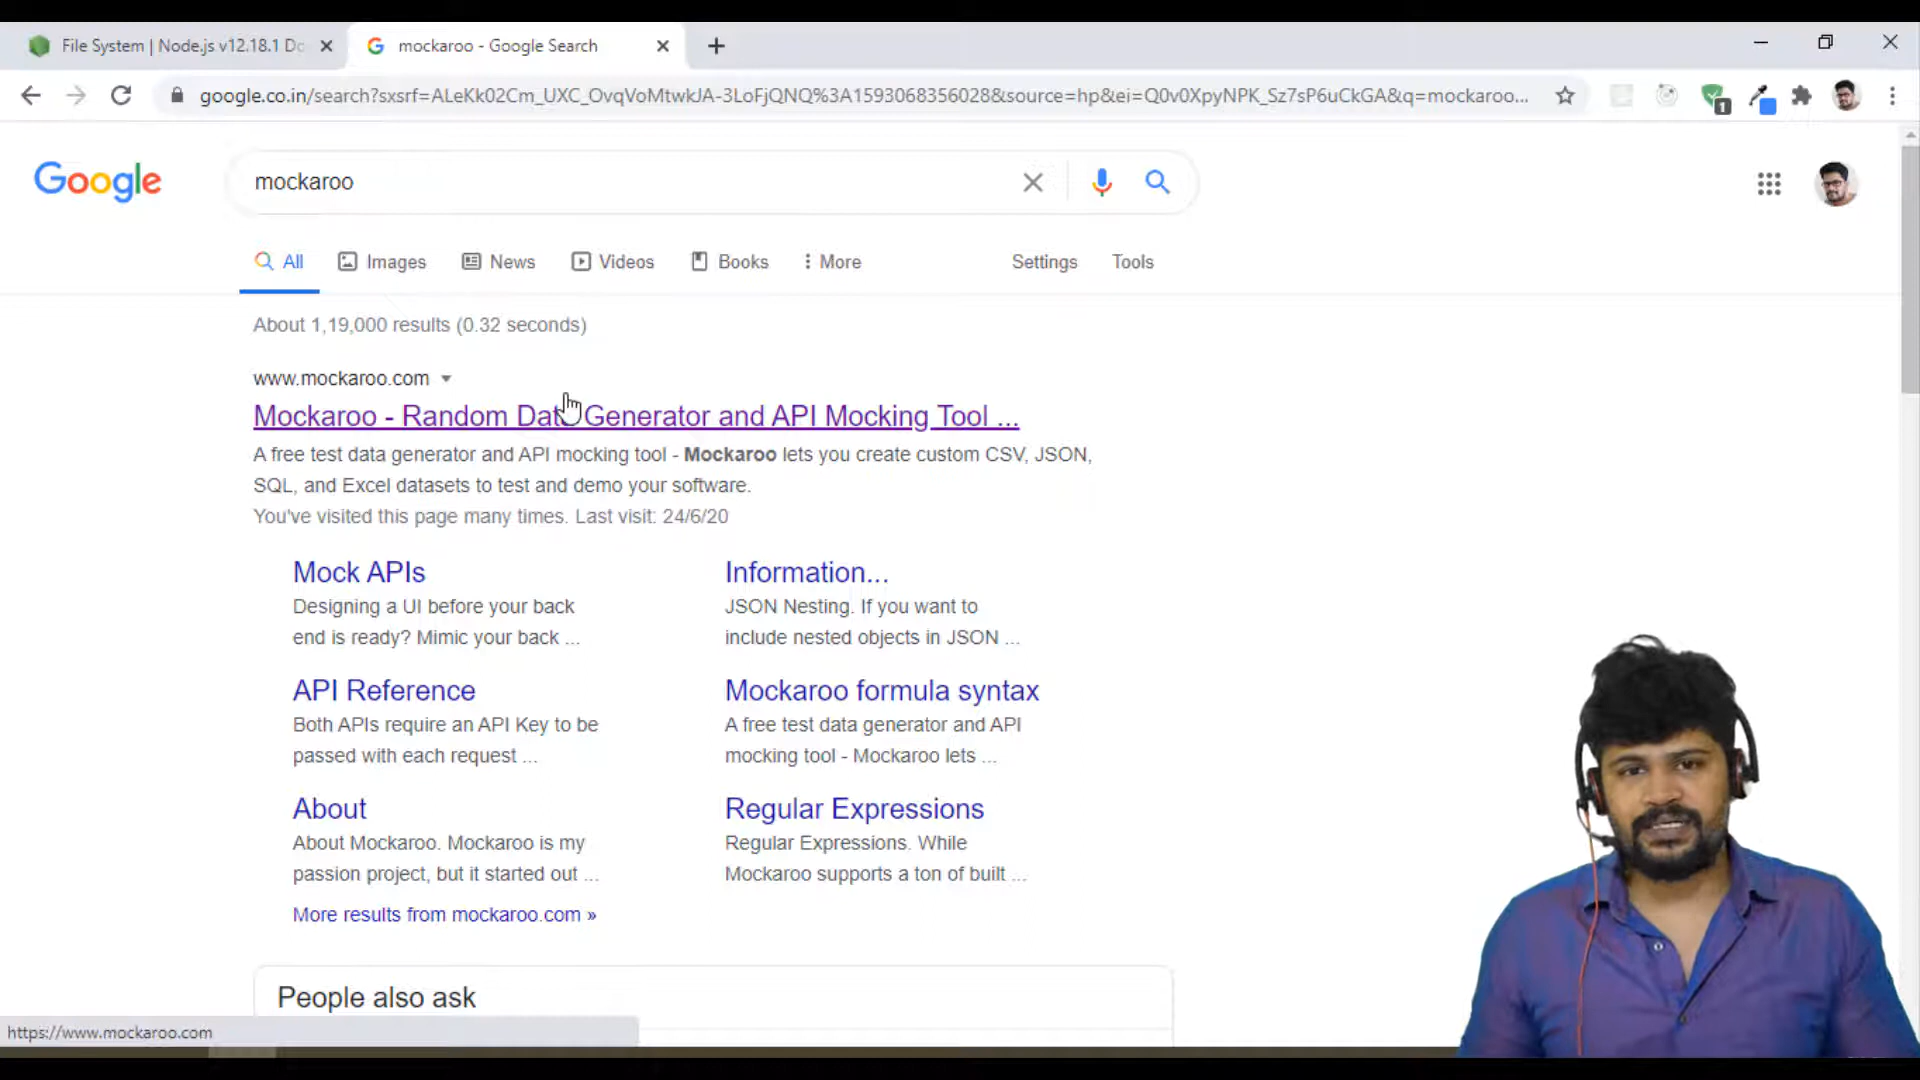 File System | Node.js v12.18.1 Do
mockaroo - Google Search
google.co.in/search?sxsrf=ALeKk02Cm_UXC_OvqVoMtwkJA-3LoFjQNQ%3A1593068356028&source=hp&ei=Q0v0XpyNPK_Sz7sP6uCkGA&q=mockaroo...
1
Google
mockaroo
All
Images
News
Videos
Books
More
Settings
Tools
About 1,19,000 results (0.32 seconds)
www.mockaroo.com
Mockaroo - Random Data Generator and API Mocking Tool ...
A free test data generator and API mocking tool - Mockaroo lets you create custom CSV, JSON,
SQL, and Excel datasets to test and demo your software.
You've visited this page many times. Last visit: 24/6/20
Mock APIs
Designing a UI before your back
end is ready? Mimic your back ...
Information...
JSON Nesting. If you want to
include nested objects in JSON ...
API Reference
Both APIs require an API Key to be
passed with each request ...
Mockaroo formula syntax
A free test data generator and API
mocking tool - Mockaroo lets ...
About
About Mockaroo. Mockaroo is my
passion project, but it started out ...
Regular Expressions
Regular Expressions. While
Mockaroo supports a ton of built ...
More results from mockaroo.com »
People also ask
https://www.mockaroo.com